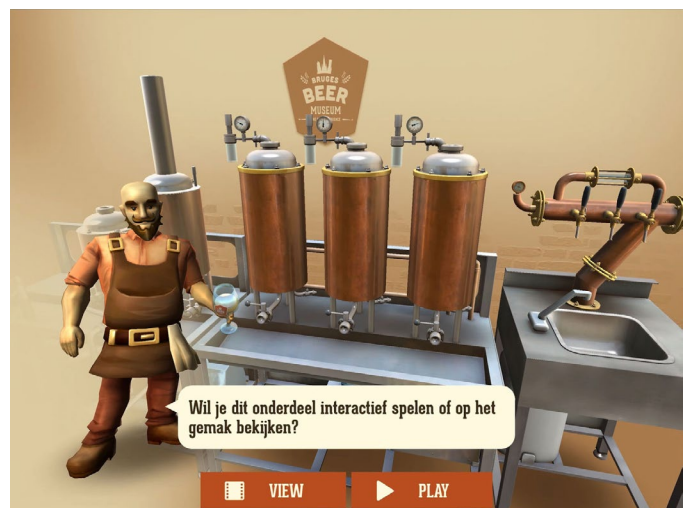 BRUGES
BEER
MUSEUM
Wil je dit onderdeel interactief spelen of op het
gemak bekijken?
VIEW
PLAY